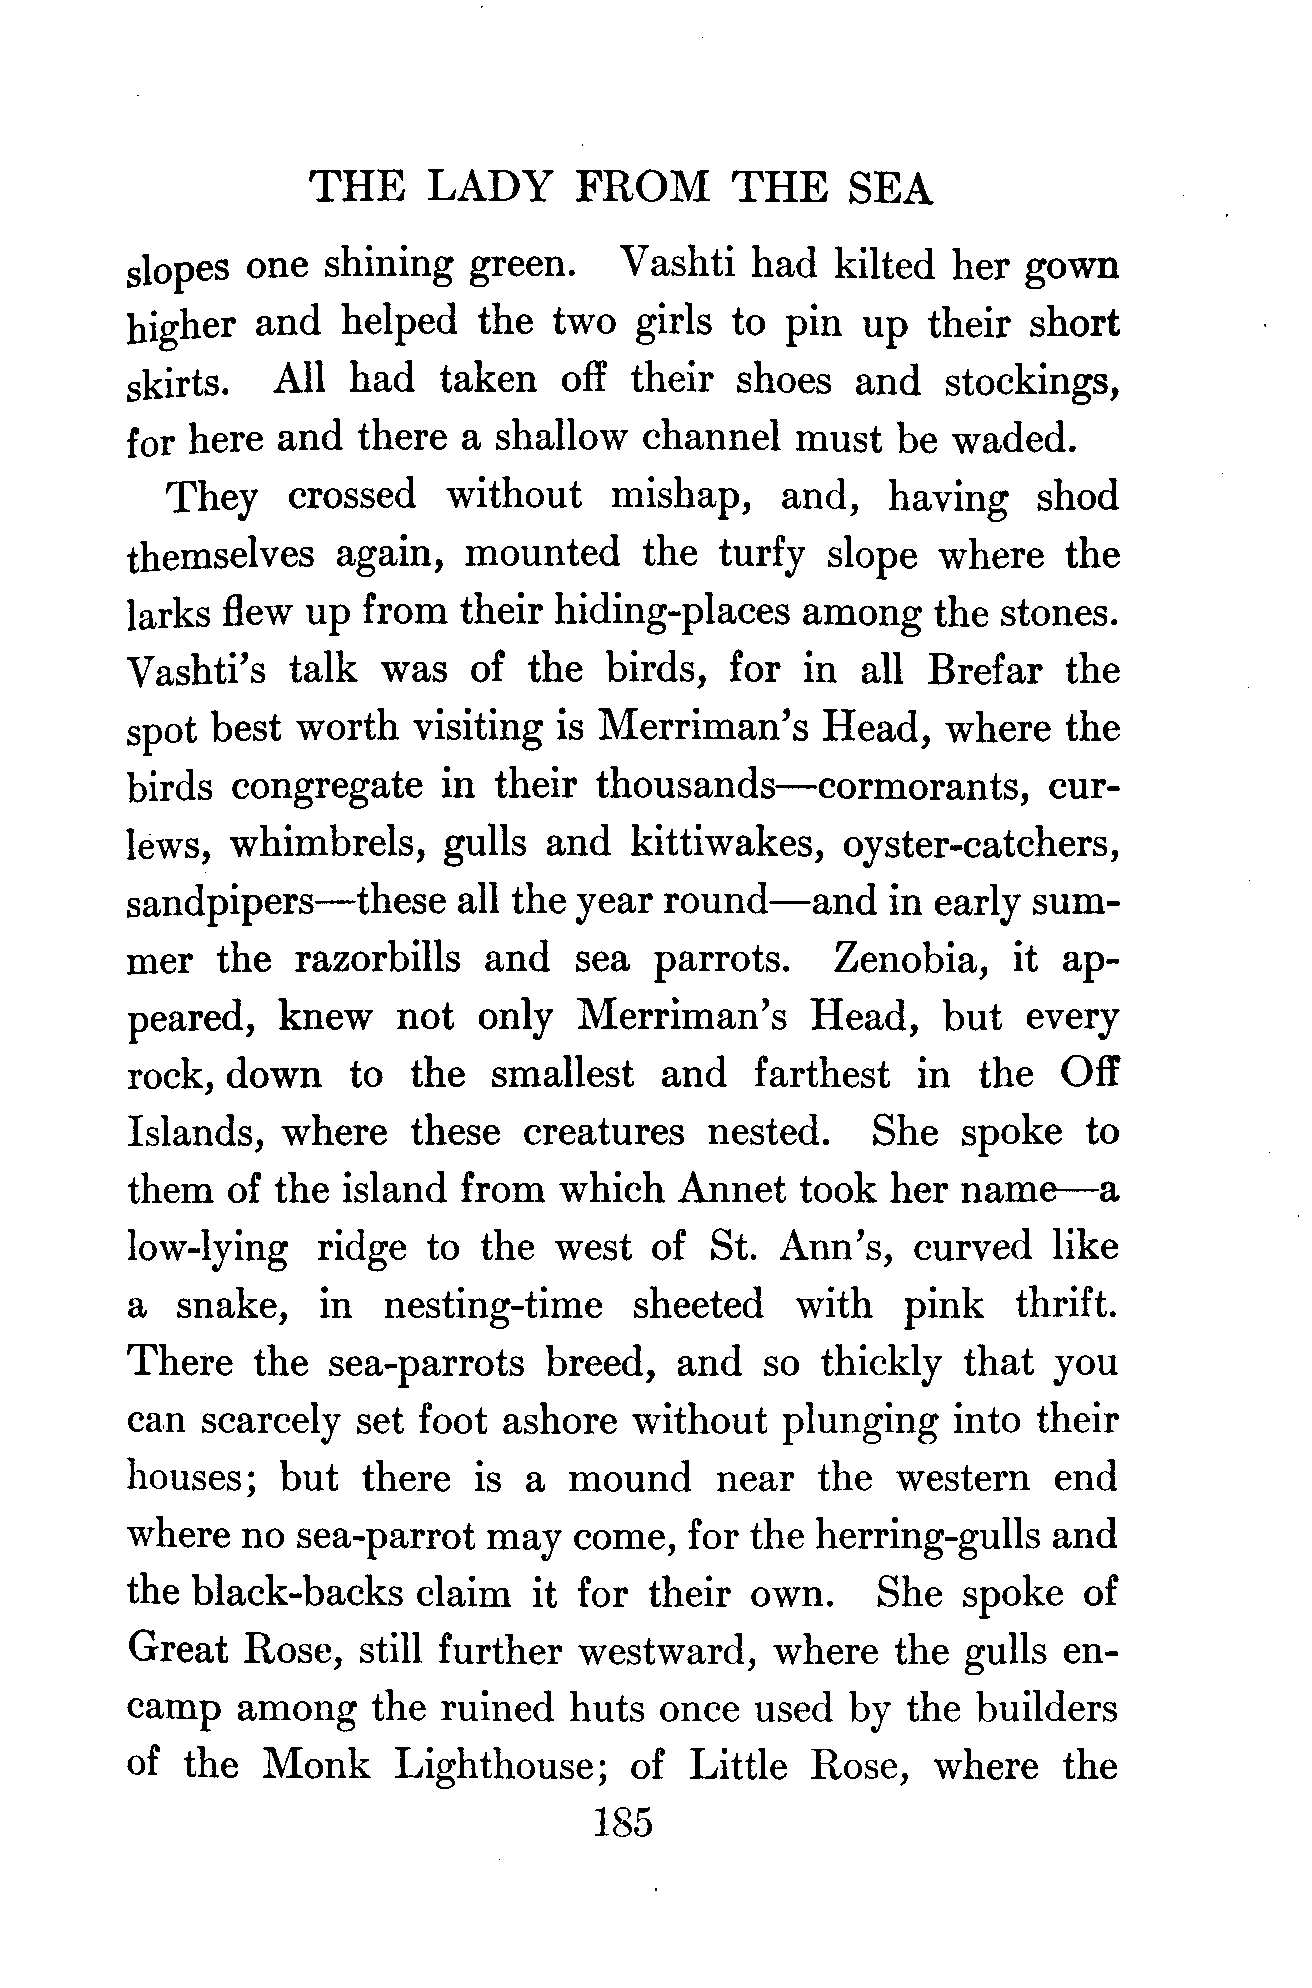 THE LADY FROM THE SEA
slopes one shining green. Vashti had kilted her gown
higher and helped the two girls to pin up their short
skirts. All had taken off their shoes and stockings,
for here and there a shallow channel must be waded.
They crossed without mishap, and, having shod
themselves again, mounted the turfy slope where the
larks flew up from their hiding-places among the stones.
Vashti's talk was of the birds, for in all Brefar the
spot best worth visiting is Merriman's Head, where the
birds congregate in their thousands—cormorants, cur-
lews, whimbrels, gulls and kittiwakes, oyster-catchers,
sandpipers—these all the year round—and in early sum-
mer the razorbills and sea parrots. Zenobia, it ap-
peared, knew not only Merriman's Head, but every
rock, down to the smallest and farthest in the Off
Islands, where these creatures nested. She spoke to
them of the island from which Annet took her name—a
low-lying ridge to the west of St. Ann's, curved like
a snake, in nesting-time sheeted with pink thrift.
There the sea-parrots breed, and so thickly that you
can scarcely set foot ashore without plunging into their
houses; but there is a mound near the western end
where no sea-parrot may come, for the herring-gulls and
the black-backs claim it for their own. She spoke of
Great Rose, still further westward, where the gulls en-
camp among the ruined huts once used by the builders
of the Monk Lighthouse; of Little Rose, where the
185